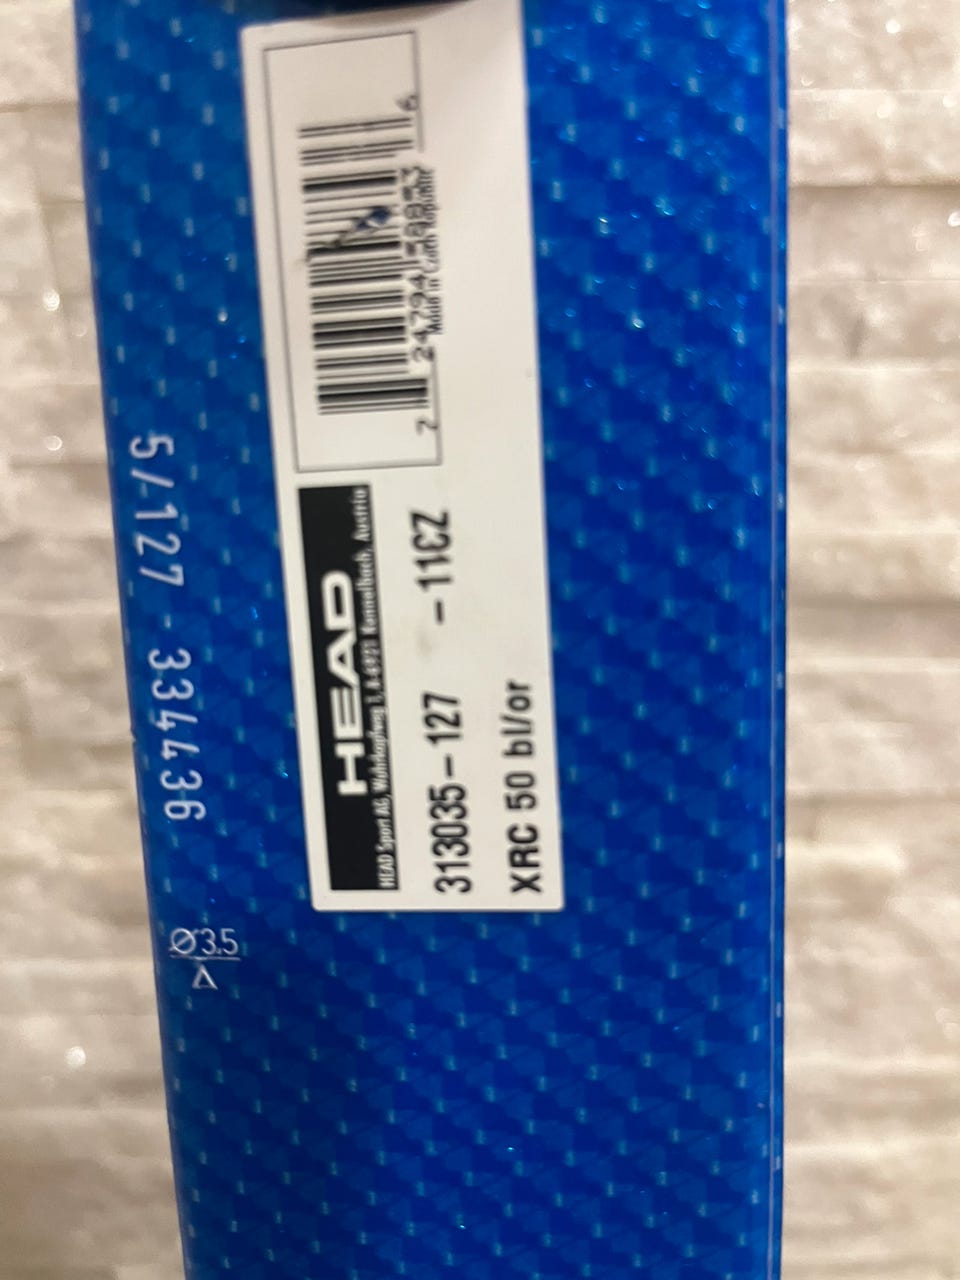 5/127 - 334436
Ø3.5
HEAD
HEAD Sport AG, Wuhrkopfweg 1, A-6921 Kennelbach, Austria
313035-127 -11CZ
XRC 50 bl/or
6
Made in Czech Republic